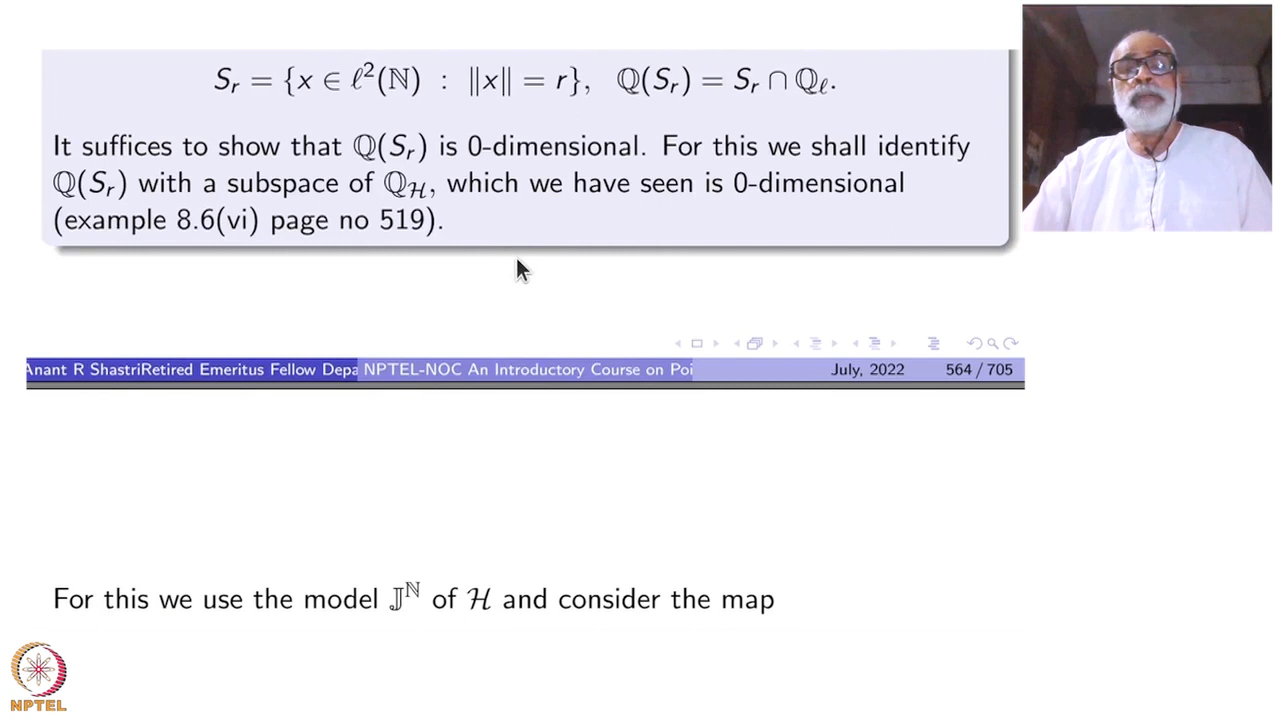 S_r = {x ∈ ℓ²(ℕ) : ‖x‖ = r}, ℚ(S_r) = S_r ∩ ℚ_ℓ.
It suffices to show that ℚ(S_r) is 0-dimensional. For this we shall identify
ℚ(S_r) with a subspace of ℚ_ℋ, which we have seen is 0-dimensional
(example 8.6(vi) page no 519).
Anant R ShastriRetired Emeritus Fellow Depa NPTEL-NOC An Introductory Course on Poi July, 2022 564 / 705
For this we use the model 𝕁^ℕ of ℋ and consider the map
NPTEL